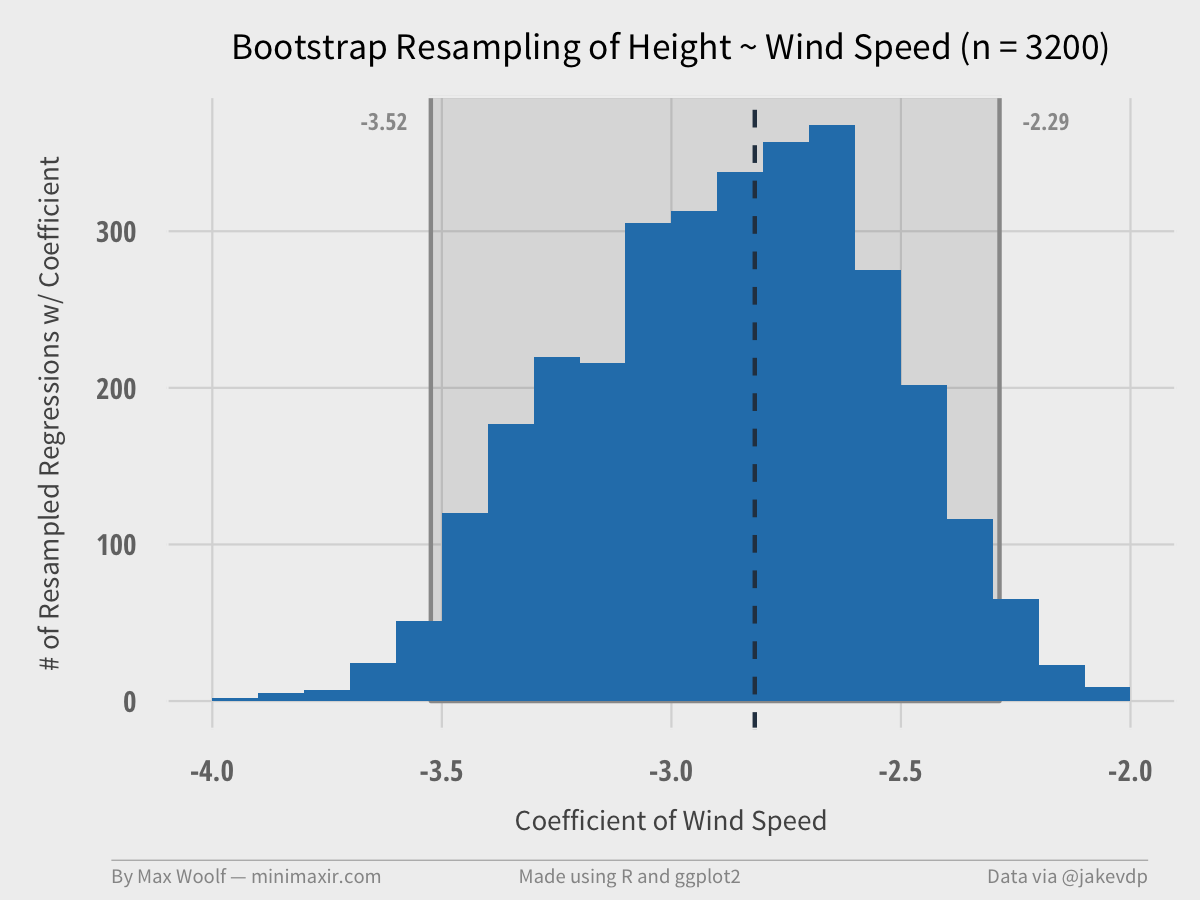 Bootstrap Resampling of Height ~ Wind Speed (n = 3200)
-3.52
-2.29
# of Resampled Regressions w/ Coefficient
300
200
100
0
-4.0
-3.5
-3.0
-2.5
-2.0
Coefficient of Wind Speed
By Max Woolf — minimaxir.com
Made using R and ggplot2
Data via @jakevdp